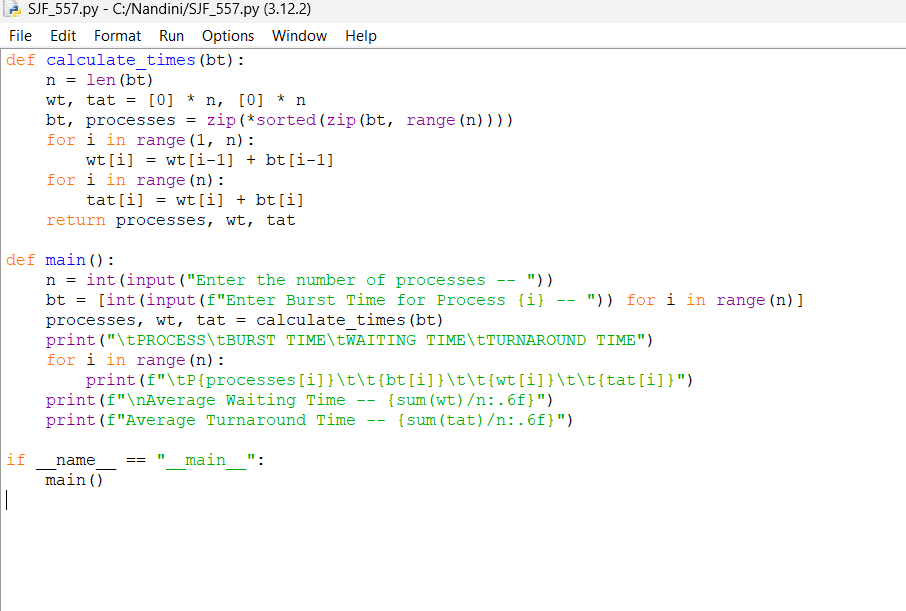 SJF_557.py - C:/Nandini/SJF_557.py (3.12.2)
File Edit Format Run Options Window Help
def calculate_times(bt):
    n = len(bt)
    wt, tat = [0] * n, [0] * n
    bt, processes = zip(*sorted(zip(bt, range(n))))
    for i in range(1, n):
        wt[i] = wt[i-1] + bt[i-1]
    for i in range(n):
        tat[i] = wt[i] + bt[i]
    return processes, wt, tat

def main():
    n = int(input("Enter the number of processes -- "))
    bt = [int(input(f"Enter Burst Time for Process {i} -- ")) for i in range(n)]
    processes, wt, tat = calculate_times(bt)
    print("\tPROCESS\tBURST TIME\tWAITING TIME\tTURNAROUND TIME")
    for i in range(n):
        print(f"\tP{processes[i]}\t\t{bt[i]}\t\t{wt[i]}\t\t{tat[i]}")
    print(f"\nAverage Waiting Time -- {sum(wt)/n:.6f}")
    print(f"Average Turnaround Time -- {sum(tat)/n:.6f}")

if __name__ == "__main__":
    main()